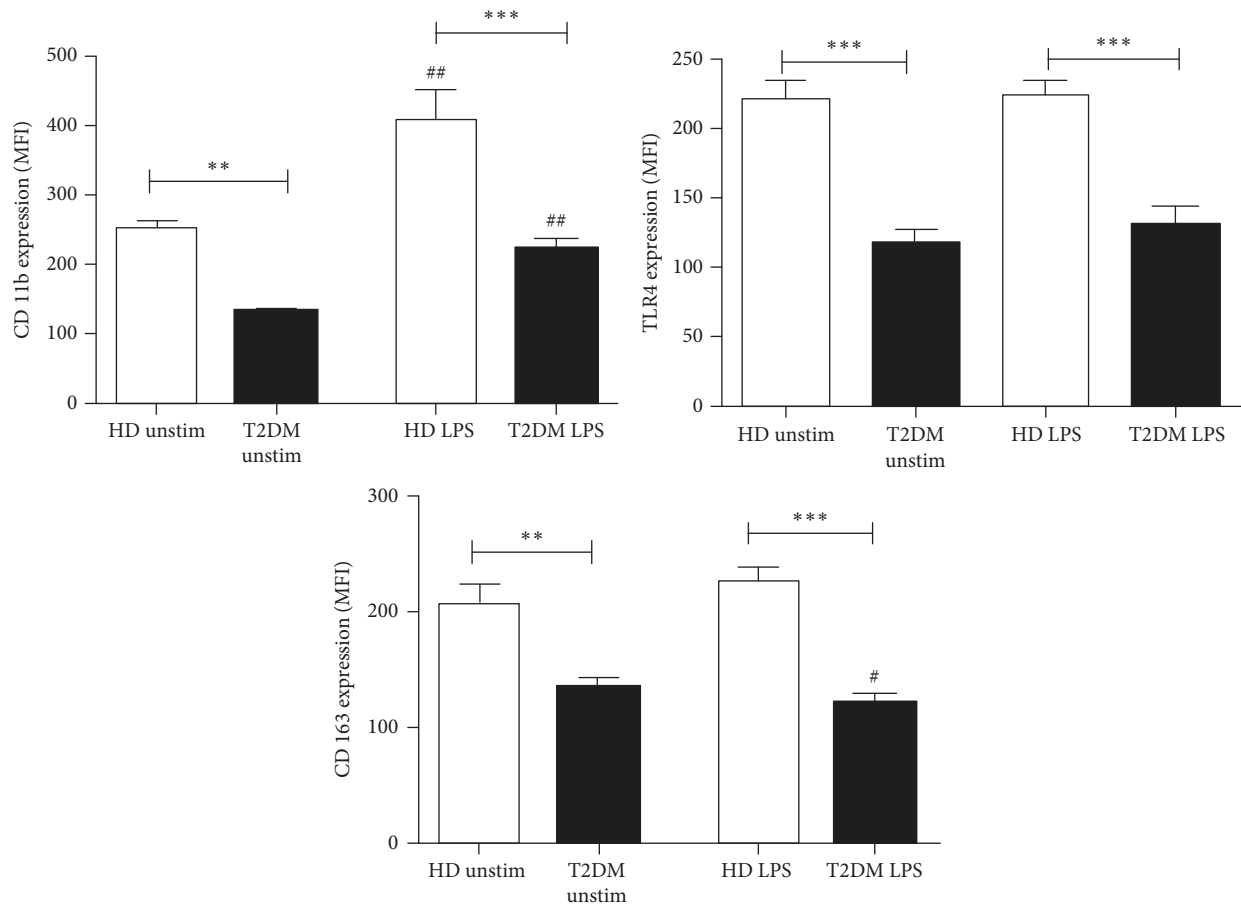 CD 11b expression (MFI)
500
400
300
200
100
0
**
***
##
##
HD unstim
T2DM
unstim
HD LPS
T2DM LPS
TLR4 expression (MFI)
250
200
150
100
50
0
***
***
HD unstim
T2DM
unstim
HD LPS
T2DM LPS
CD 163 expression (MFI)
300
200
100
0
**
***
#
HD unstim
T2DM
unstim
HD LPS
T2DM LPS